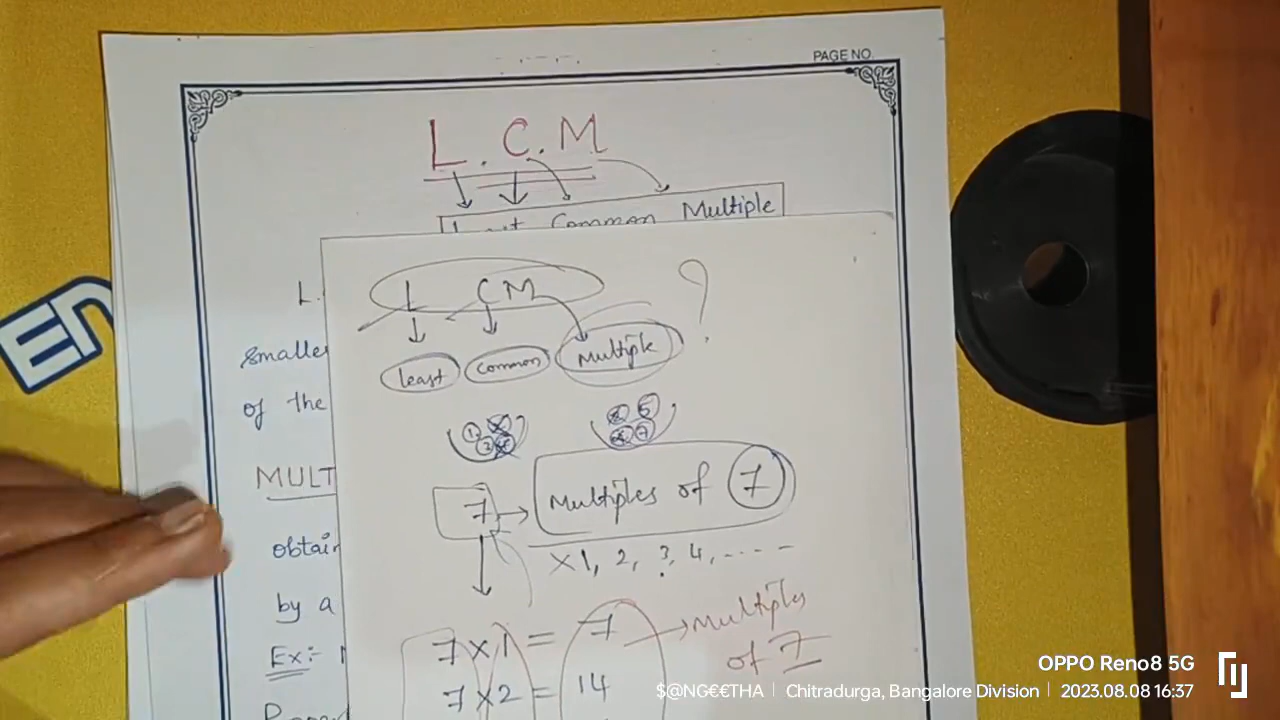 PAGE NO.
L.C.M
Common Multiple
L.
smaller
of the
MULT
obtain
by a
Ex:-
L C M ?
least common Multiple
7 → Multiples of 7
×1, 2, 3, 4, ----
7×1 = 7 → Multiples
of 7
7×2 = 14
EN
OPPO Reno8 5G
$@NG€€THA | Chitradurga, Bangalore Division | 2023.08.08 16:37